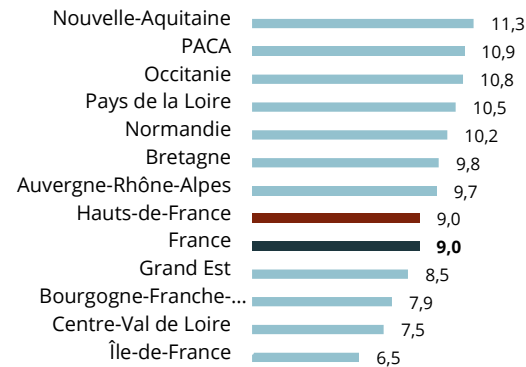 Nouvelle-Aquitaine 11,3
PACA 10,9
Occitanie 10,8
Pays de la Loire 10,5
Normandie 10,2
Bretagne 9,8
Auvergne-Rhône-Alpes 9,7
Hauts-de-France 9,0
France 9,0
Grand Est 8,5
Bourgogne-Franche-... 7,9
Centre-Val de Loire 7,5
Île-de-France 6,5